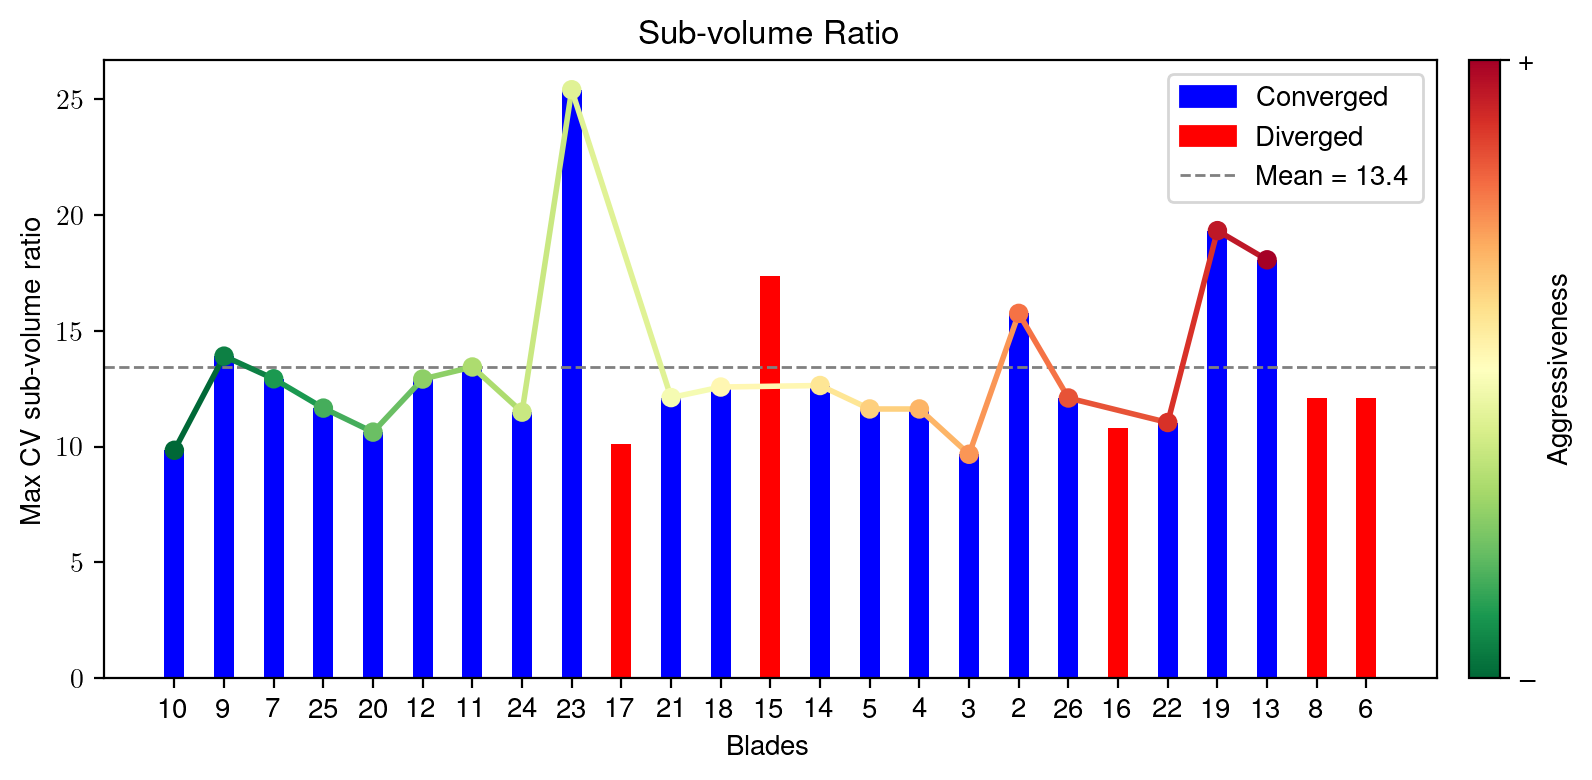 Sub-volume Ratio
Max CV sub-volume ratio
25
20
15
10
5
0
Converged
Diverged
Mean = 13.4
10 9 7 25 20 12 11 24 23 17 21 18 15 14 5 4 3 2 26 16 22 19 13 8 6
Blades
+
−
Aggressiveness